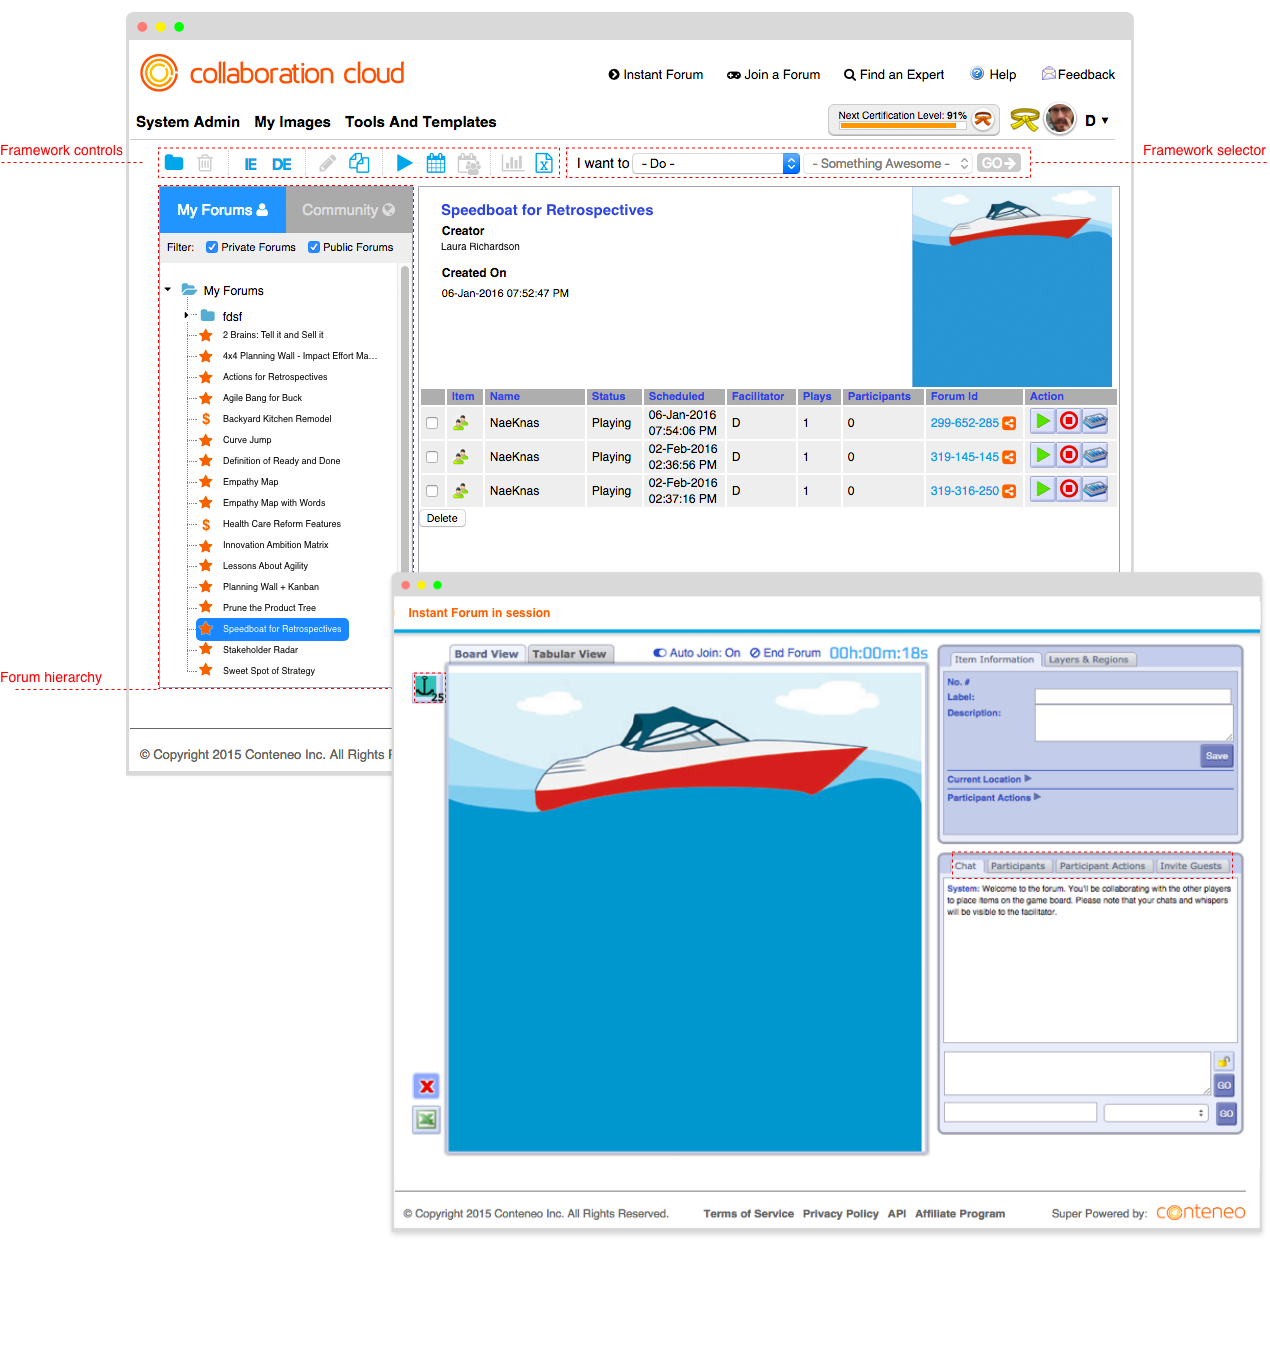 collaboration cloud
Instant Forum Join a Forum Find an Expert Help Feedback
System Admin My Images Tools And Templates
Next Certification Level: 91%
D ▼
Framework controls
Framework selector
IE DE
I want to - Do - - Something Awesome - GO
My Forums Community
Filter: Private Forums Public Forums
My Forums
fdsf
2 Brains: Tell it and Sell it
4x4 Planning Wall - Impact Effort Ma...
Actions for Retrospectives
Agile Bang for Buck
Backyard Kitchen Remodel
Curve Jump
Definition of Ready and Done
Empathy Map
Empathy Map with Words
Health Care Reform Features
Innovation Ambition Matrix
Lessons About Agility
Planning Wall + Kanban
Prune the Product Tree
Speedboat for Retrospectives
Stakeholder Radar
Sweet Spot of Strategy
Forum hierarchy
Speedboat for Retrospectives
Creator
Laura Richardson
Created On
06-Jan-2016 07:52:47 PM
Item Name Status Scheduled Facilitator Plays Participants Forum Id Action
NaeKnas Playing 06-Jan-2016 07:54:06 PM D 1 0 299-652-285
NaeKnas Playing 02-Feb-2016 02:36:56 PM D 1 0 319-145-145
NaeKnas Playing 02-Feb-2016 02:37:16 PM D 1 0 319-316-250
Delete
© Copyright 2015 Conteneo Inc. All Rights
Instant Forum in session
Board View Tabular View Auto Join: On End Forum 00h:00m:18s
25
Item Information Layers & Regions
No. #
Label:
Description:
Save
Current Location
Participant Actions
Chat Participants Participant Actions Invite Guests
System: Welcome to the forum. You'll be collaborating with the other players
to place items on the game board. Please note that your chats and whispers
will be visible to the facilitator.
GO
GO
© Copyright 2015 Conteneo Inc. All Rights Reserved. Terms of Service Privacy Policy API Affiliate Program Super Powered by: conteneo